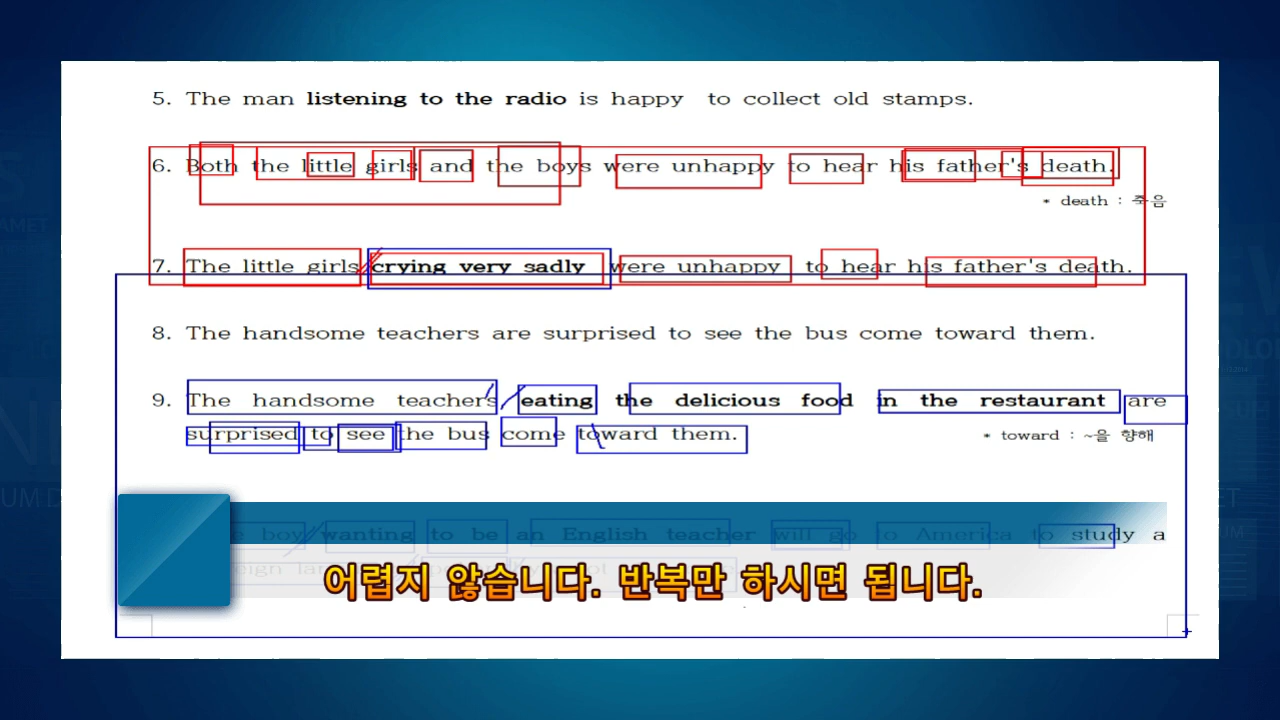 5. The man listening to the radio is happy to collect old stamps.
6. Both the little girls and the boys were unhappy to hear his father's death.
* death : 죽음
7. The little girls crying very sadly were unhappy to hear his father's death.
8. The handsome teachers are surprised to see the bus come toward them.
9. The handsome teachers eating the delicious food in the restaurant are
surprised to see the bus come toward them.
* toward : ~을 향해
boy wanting to be an English teacher will go to America to study a
어렵지 않습니다. 반복만 하시면 됩니다.